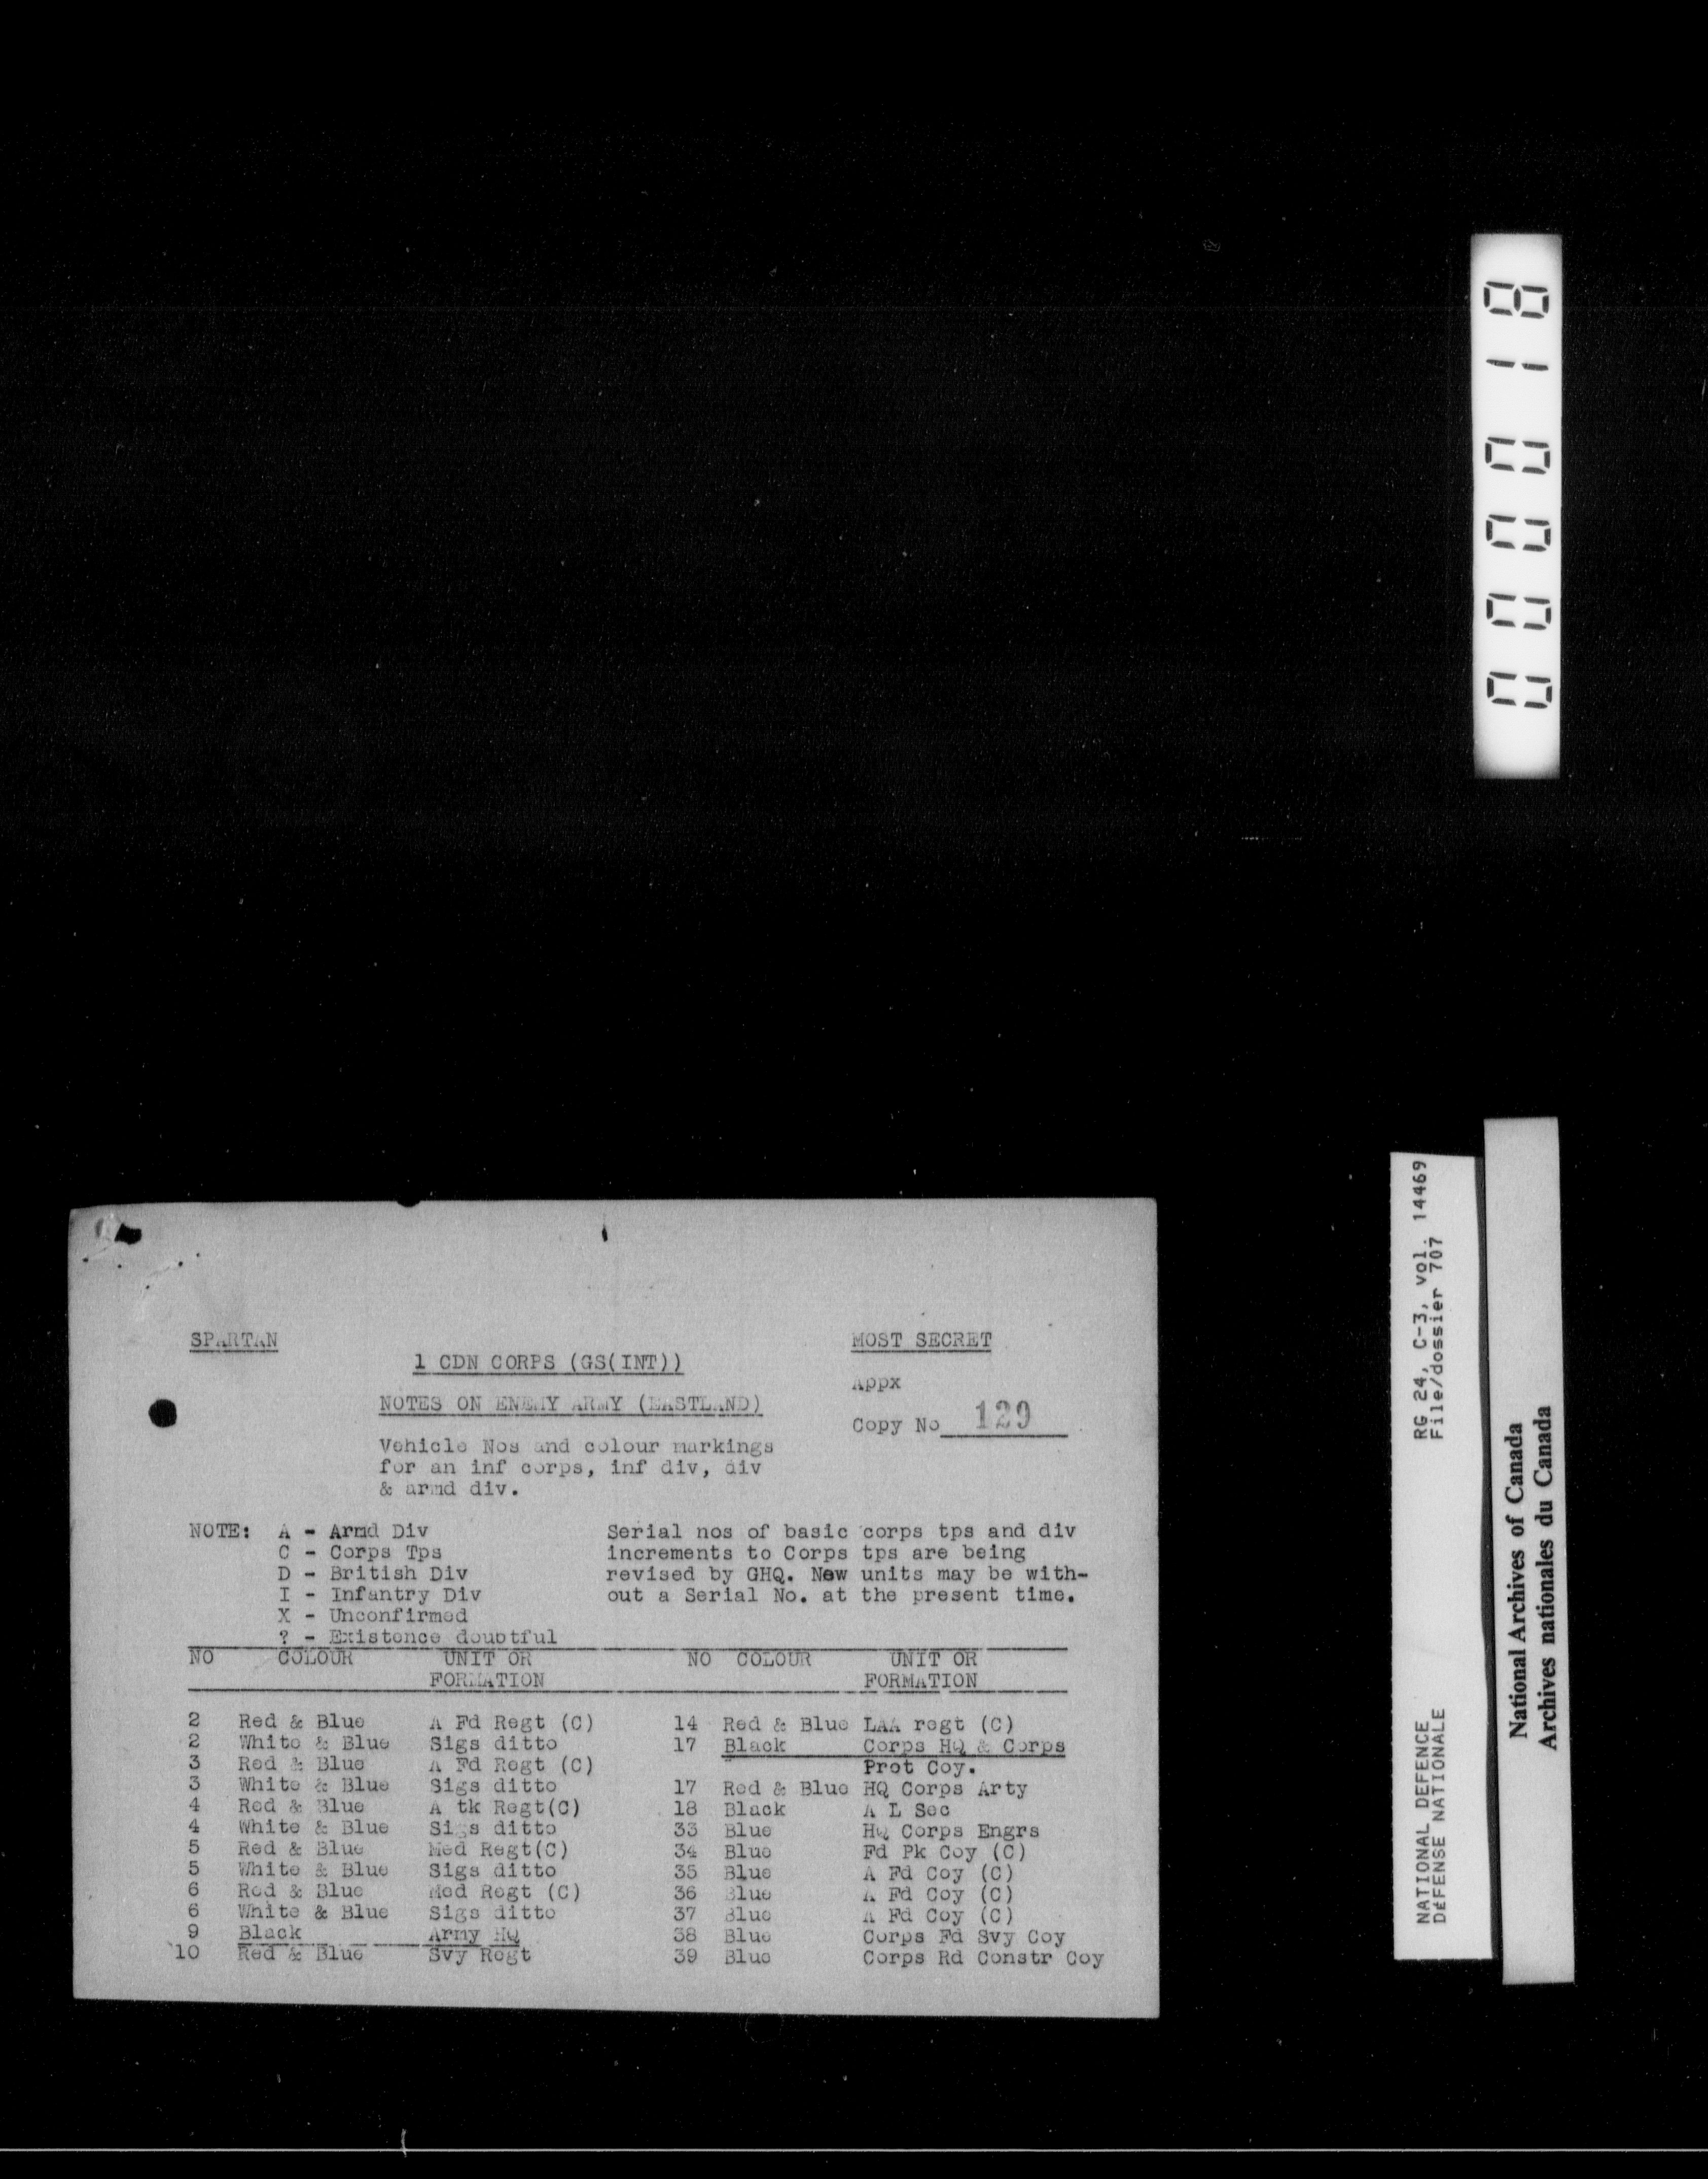 000018
SPARTAN
MOST SECRET
1 CDN CORPS (GS(INT))
Appx
NOTES ON ENEMY ARMY (EASTLAND)
Copy No 129
Vehicle Nos and colour markings
for an inf corps, inf div, div
& armd div.
NOTE: A - Armd Div
C - Corps Tps
D - British Div
I - Infantry Div
X - Unconfirmed
? - Existence doubtful
Serial nos of basic corps tps and div
increments to Corps tps are being
revised by GHQ. New units may be with-
out a Serial No. at the present time.
NO COLOUR UNIT OR FORMATION
2 Red & Blue A Fd Regt (C)
2 White & Blue Sigs ditto
3 Red & Blue A Fd Regt (C)
3 White & Blue Sigs ditto
4 Red & Blue A tk Regt(C)
4 White & Blue Sigs ditto
5 Red & Blue Med Regt(C)
5 White & Blue Sigs ditto
6 Red & Blue Med Regt (C)
6 White & Blue Sigs ditto
9 Black Army HQ
10 Red & Blue Svy Regt
NO COLOUR UNIT OR FORMATION
14 Red & Blue LAA regt (C)
17 Black Corps HQ & Corps
" Prot Coy.
17 Red & Blue HQ Corps Arty
18 Black A L Sec
33 Blue HQ Corps Engrs
34 Blue Fd Pk Coy (C)
35 Blue A Fd Coy (C)
36 Blue A Fd Coy (C)
37 Blue A Fd Coy (C)
38 Blue Corps Fd Svy Coy
39 Blue Corps Rd Constr Coy
NATIONAL DEFENCE RG 24, C-3, vol. 14469
DÉFENSE NATIONALE File/dossier 707
National Archives of Canada
Archives nationales du Canada